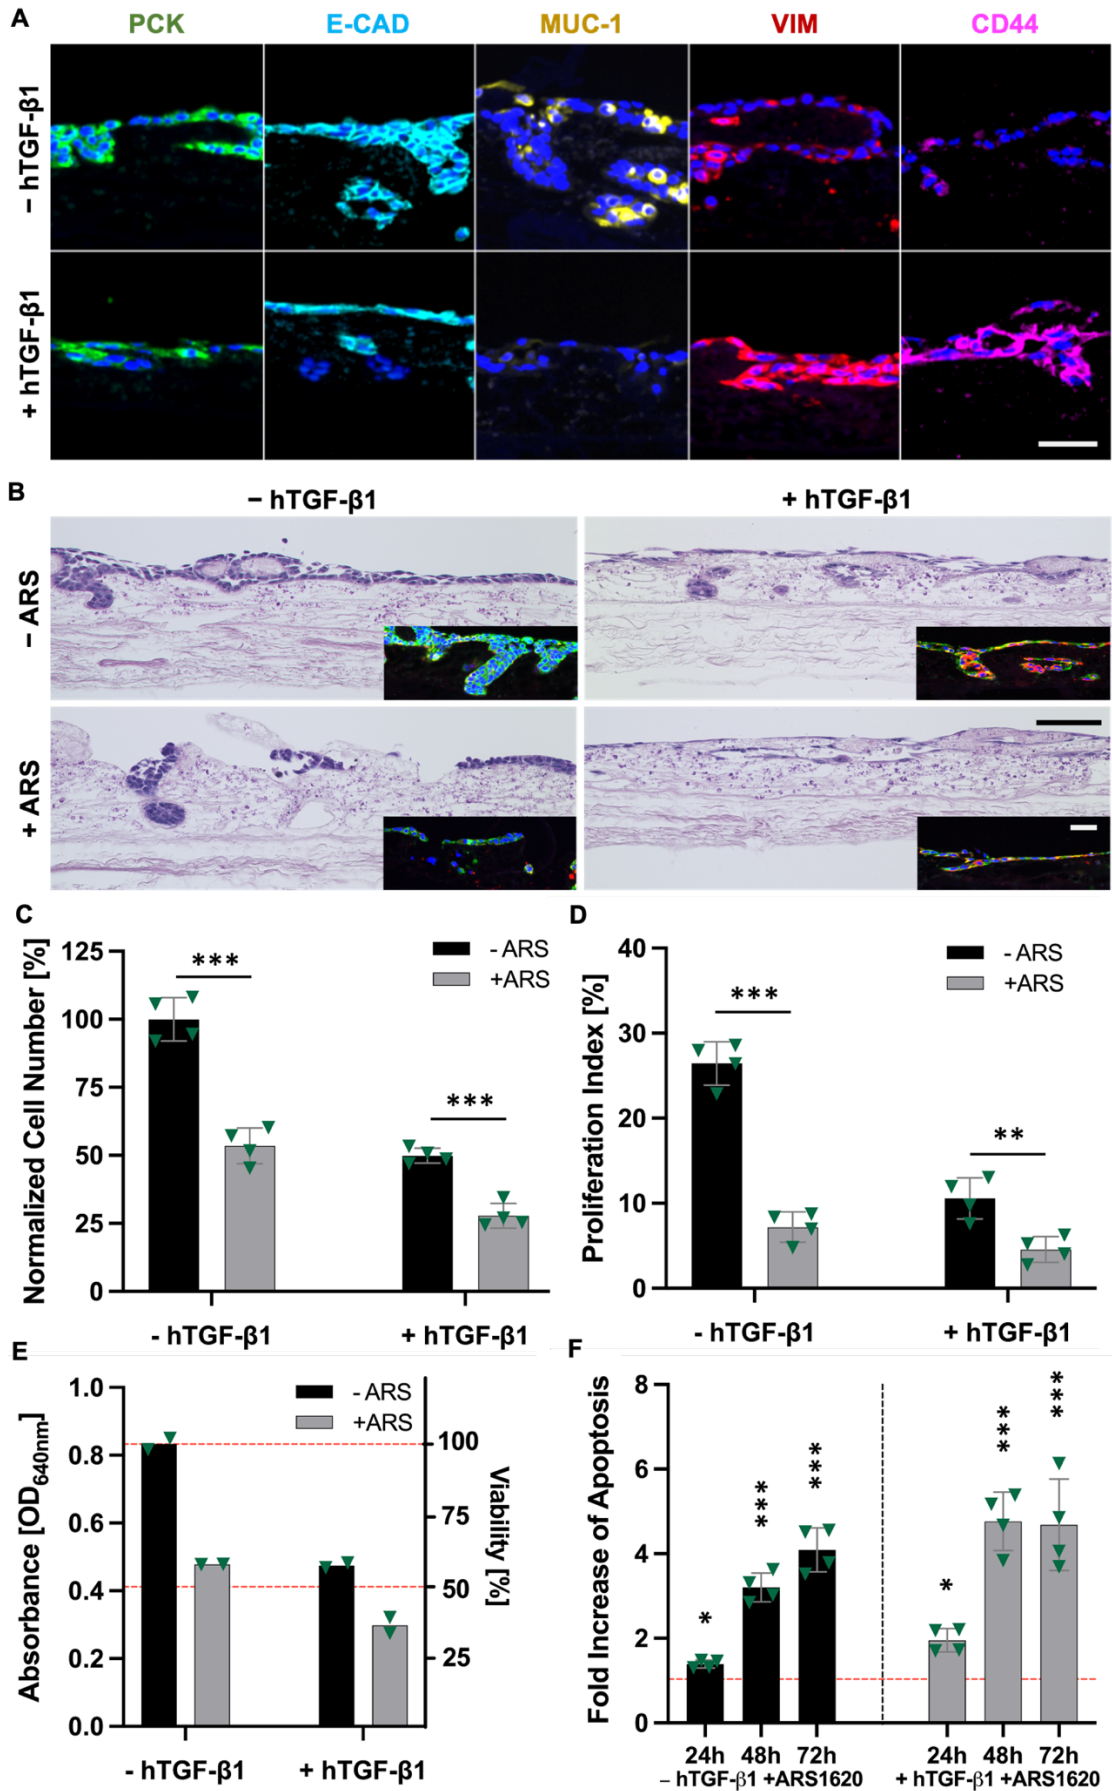 A
PCK E-CAD MUC-1 VIM CD44
– hTGF-β1
+ hTGF-β1
B
– hTGF-β1 + hTGF-β1
– ARS
+ ARS
C
Normalized Cell Number [%]
125
100
75
50
25
0
- ARS
+ARS
***
***
- hTGF-β1 + hTGF-β1
D
Proliferation Index [%]
40
30
20
10
0
- ARS
+ARS
***
**
- hTGF-β1 + hTGF-β1
E
Absorbance [OD640nm]
1.0
0.8
0.6
0.4
0.2
0.0
- ARS
+ARS
100
75
50
25
Viability [%]
- hTGF-β1 + hTGF-β1
F
Fold Increase of Apoptosis
8
6
4
2
0
*
***
***
*
***
***
24h 48h 72h 24h 48h 72h
– hTGF-β1 +ARS1620 + hTGF-β1 +ARS1620